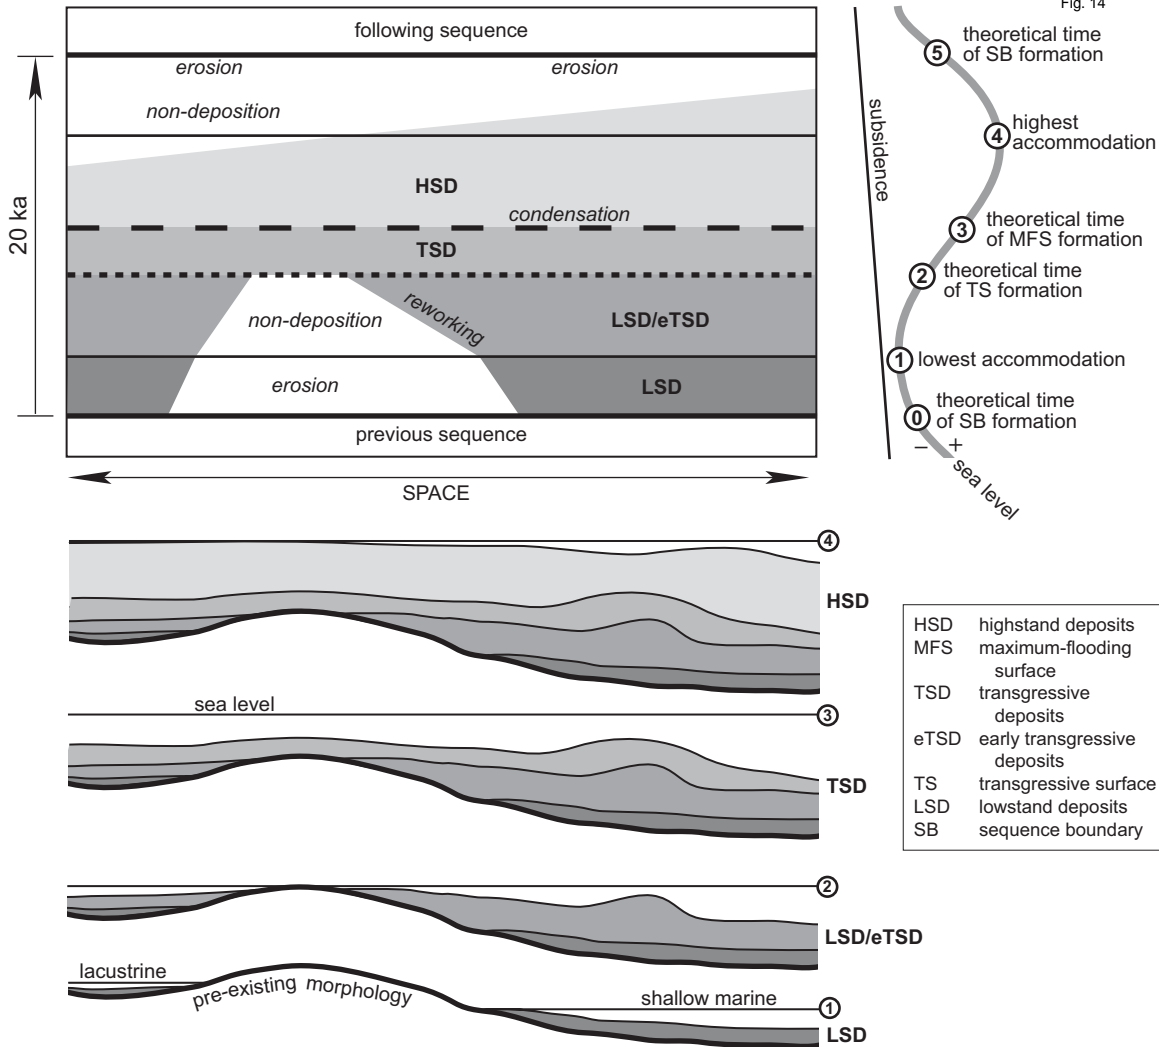 Fig. 14
following sequence
erosion
erosion
non-deposition
HSD
condensation
TSD
non-deposition
reworking
LSD/eTSD
erosion
LSD
previous sequence
20 ka
SPACE
subsidence
5 theoretical time
of SB formation
4 highest
accommodation
3 theoretical time
of MFS formation
2 theoretical time
of TS formation
1 lowest accommodation
0 theoretical time
of SB formation
– +
sea level
4
HSD
sea level
3
TSD
2
LSD/eTSD
lacustrine
pre-existing morphology
shallow marine
1
LSD
HSD highstand deposits
MFS maximum-flooding
surface
TSD transgressive
deposits
eTSD early transgressive
deposits
TS transgressive surface
LSD lowstand deposits
SB sequence boundary